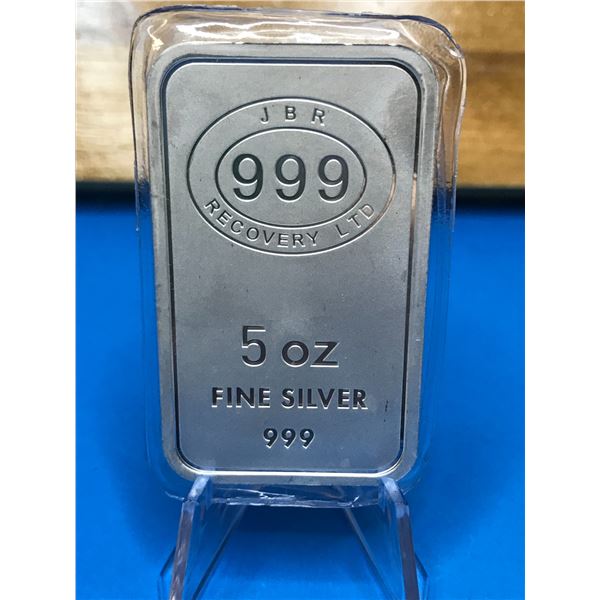 JBR
999
RECOVERY LTD
5 oz
FINE SILVER
999